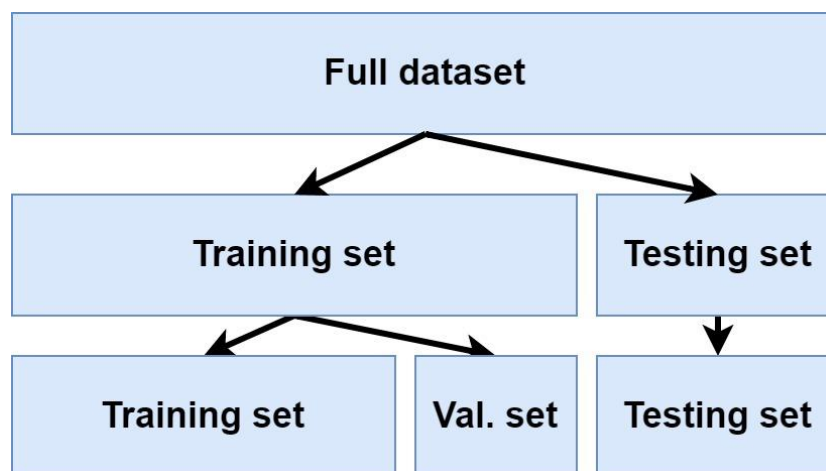 Full dataset
Training set
Testing set
Training set
Val. set
Testing set